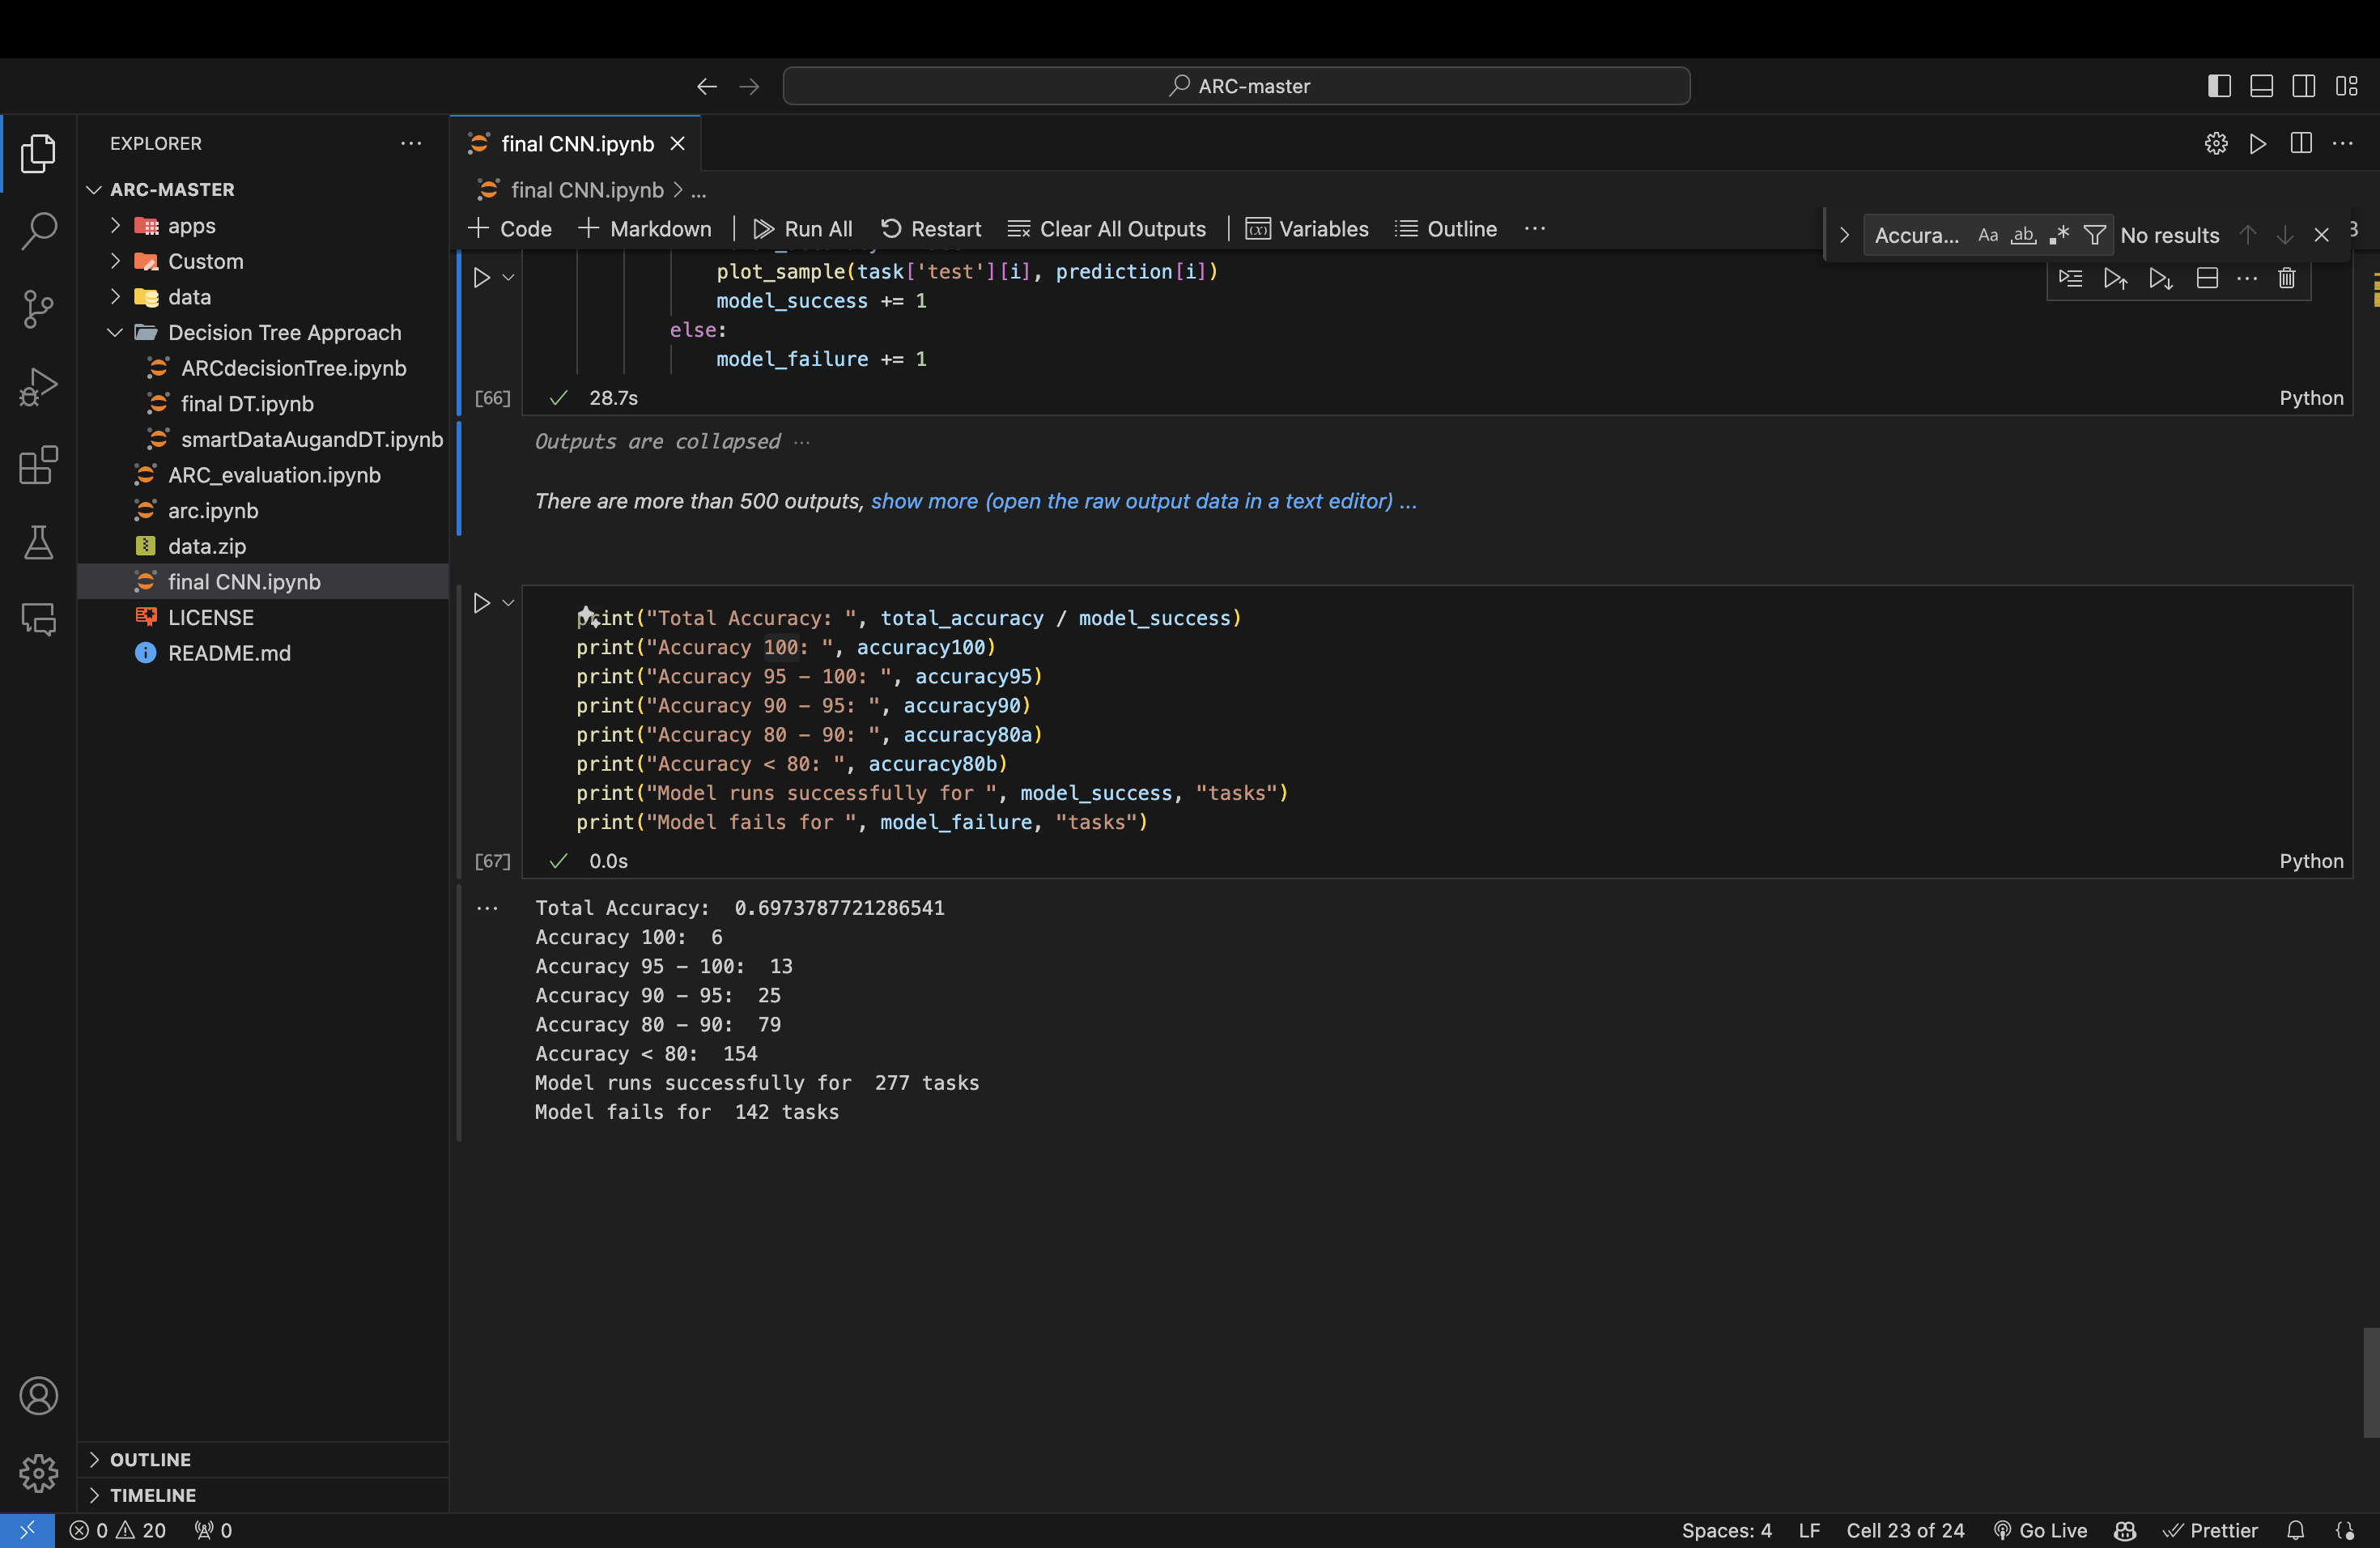 ARC-master
EXPLORER
ARC-MASTER
apps
Custom
data
Decision Tree Approach
ARCdecisionTree.ipynb
final DT.ipynb
smartDataAugandDT.ipynb
ARC_evaluation.ipynb
arc.ipynb
data.zip
final CNN.ipynb
LICENSE
README.md
OUTLINE
TIMELINE
final CNN.ipynb
final CNN.ipynb > ...
Code Markdown Run All Restart Clear All Outputs Variables Outline ...
Accura... Aa ab .* No results
plot_sample(task['test'][i], prediction[i])
model_success += 1
else:
model_failure += 1
[66] 28.7s Python
Outputs are collapsed ...
There are more than 500 outputs, show more (open the raw output data in a text editor) ...
print("Total Accuracy: ", total_accuracy / model_success)
print("Accuracy 100: ", accuracy100)
print("Accuracy 95 - 100: ", accuracy95)
print("Accuracy 90 - 95: ", accuracy90)
print("Accuracy 80 - 90: ", accuracy80a)
print("Accuracy < 80: ", accuracy80b)
print("Model runs successfully for ", model_success, "tasks")
print("Model fails for ", model_failure, "tasks")
[67] 0.0s Python
Total Accuracy:  0.6973787721286541
Accuracy 100:  6
Accuracy 95 - 100:  13
Accuracy 90 - 95:  25
Accuracy 80 - 90:  79
Accuracy < 80:  154
Model runs successfully for  277 tasks
Model fails for  142 tasks
0 20 0 Spaces: 4 LF Cell 23 of 24 Go Live Prettier